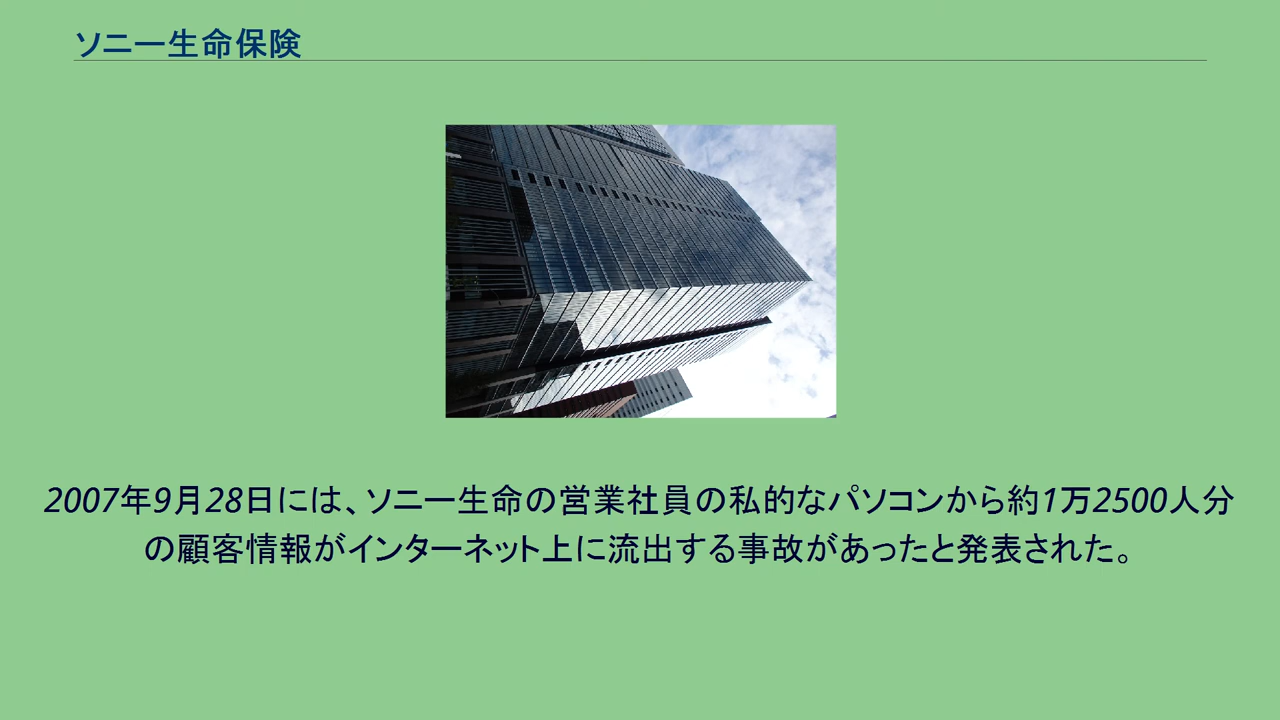 ソニー生命保険
2007年9月28日には、ソニー生命の営業社員の私的なパソコンから約1万2500人分
の顧客情報がインターネット上に流出する事故があったと発表された。